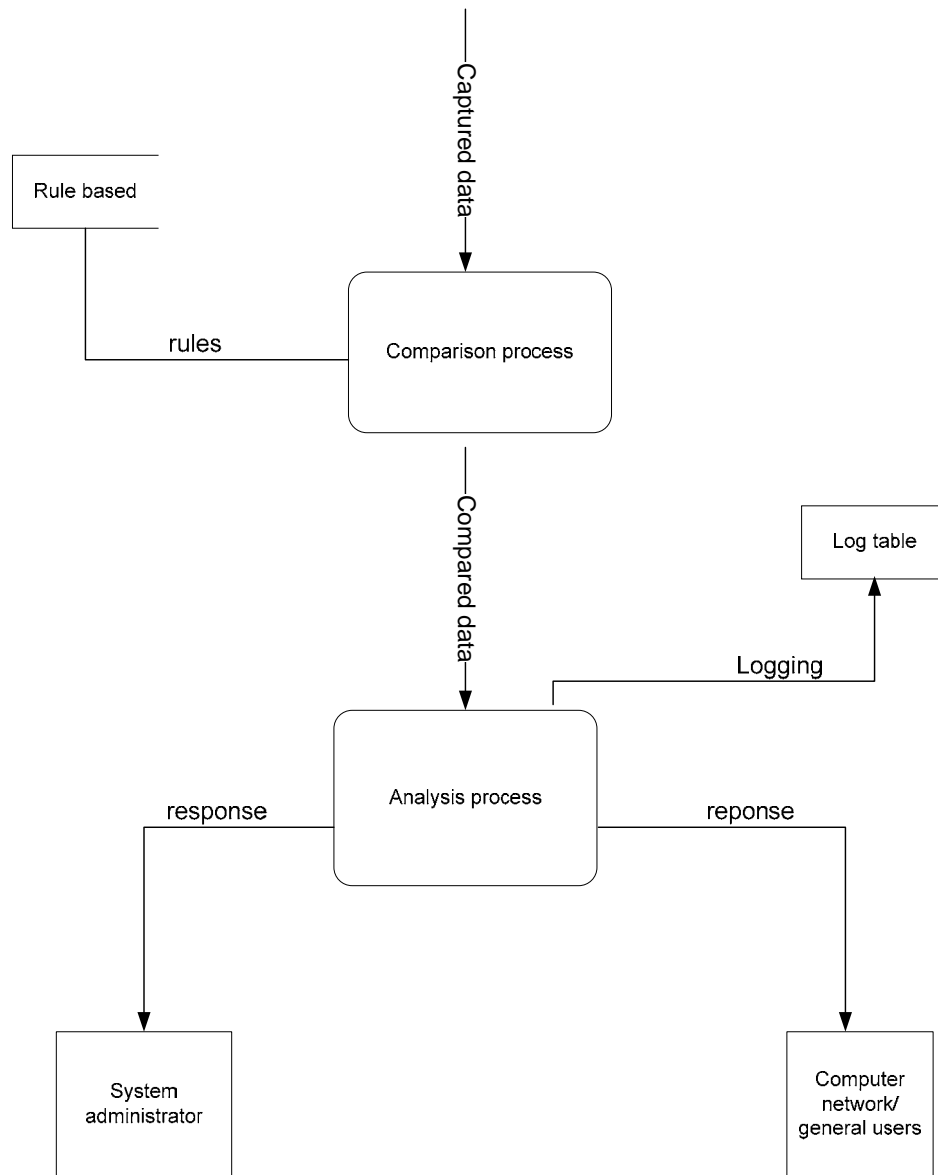 Captured data
Rule based
rules
Comparison process
Compared data
Log table
Logging
Analysis process
response
reponse
System
administrator
Computer
network/
general users